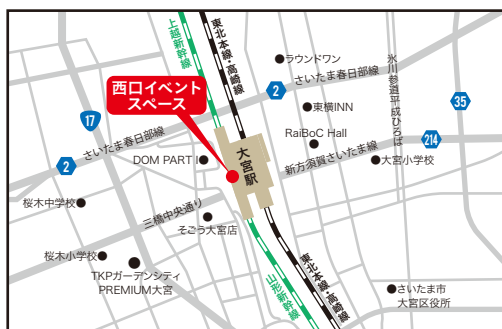 上越新幹線
東北本線・高崎線
ラウンドワン
さいたま春日部線
2
氷川参道平成ひろば
35
西口イベント
スペース
17
東横INN
さいたま春日部線
RaiBoC Hall
214
2
DOM PART I
大宮駅
新方須賀さいたま線
大宮小学校
桜木中学校
三橋中央通り
そごう大宮店
桜木小学校
TKPガーデンシティ
PREMIUM大宮
山形新幹線
東北本線・高崎線
さいたま市
大宮区役所